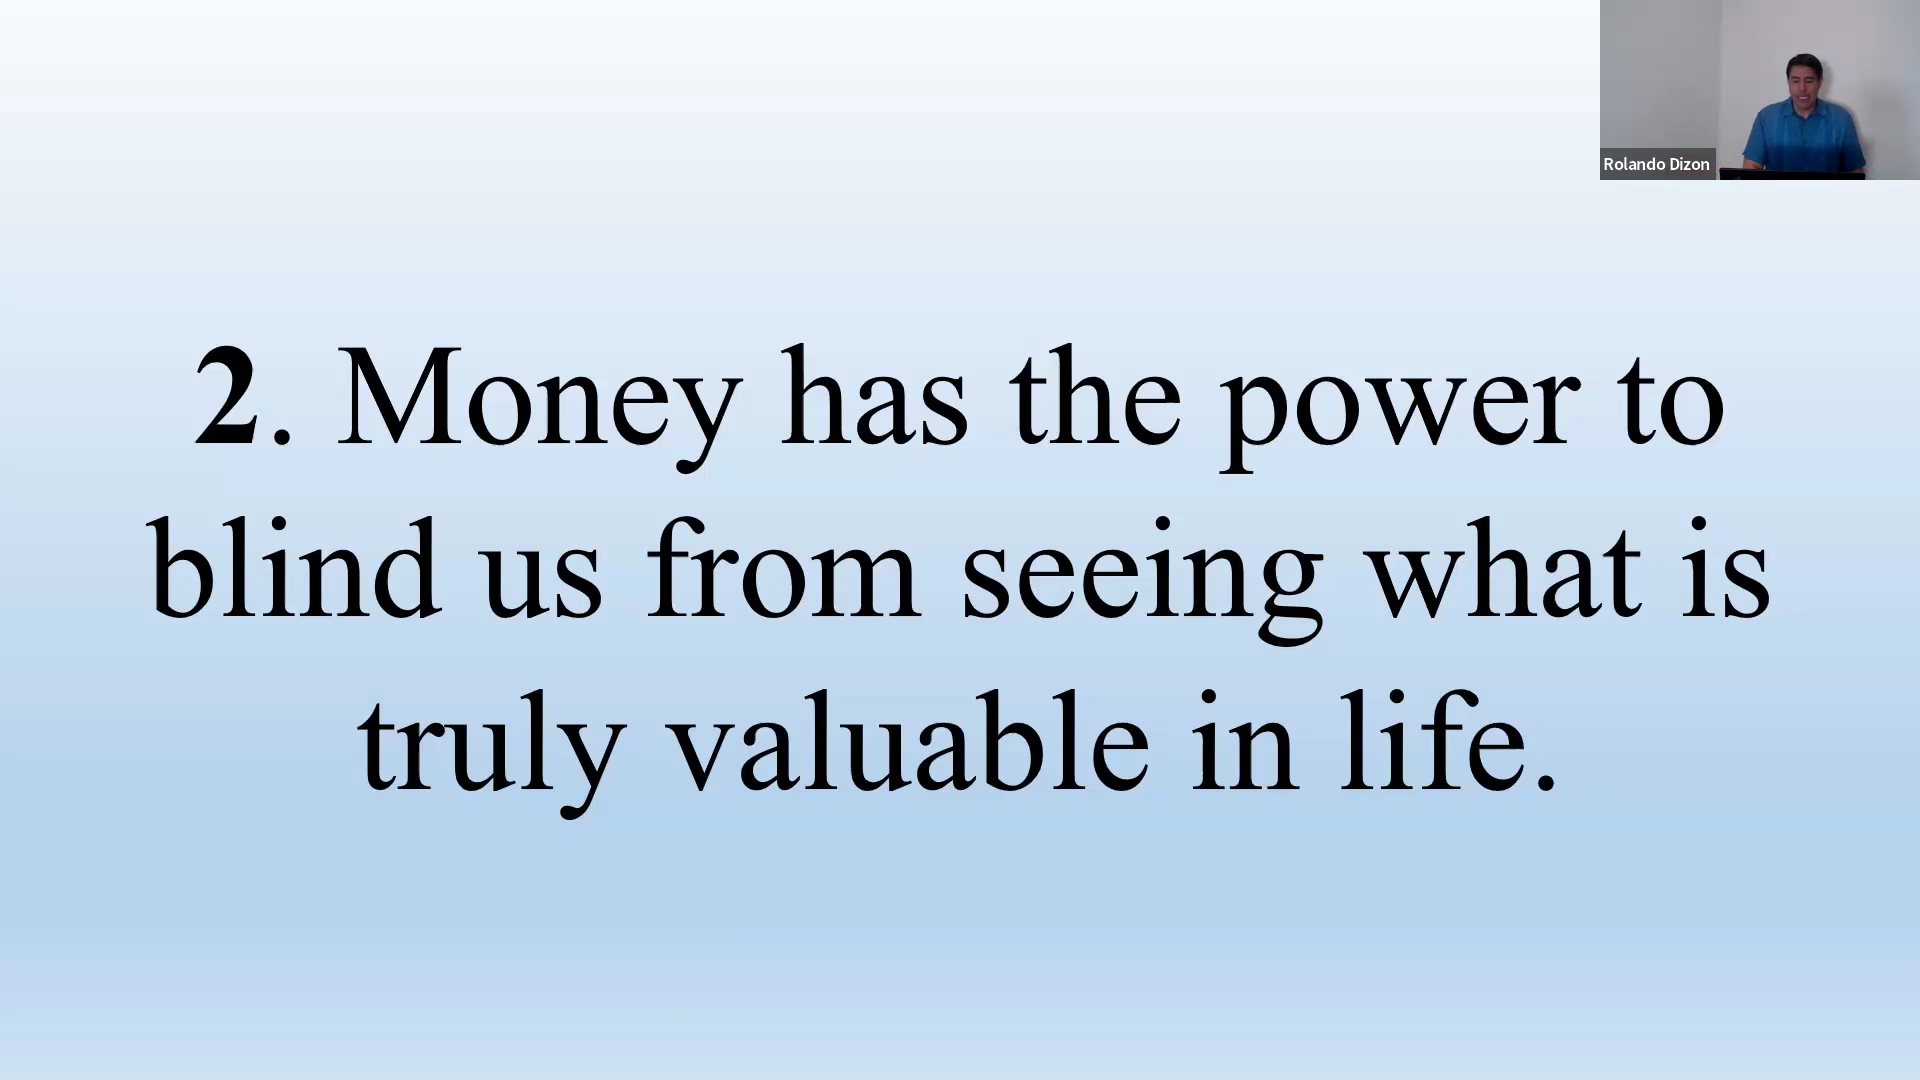 Rolando Dizon
2. Money has the power to
blind us from seeing what is
truly valuable in life.